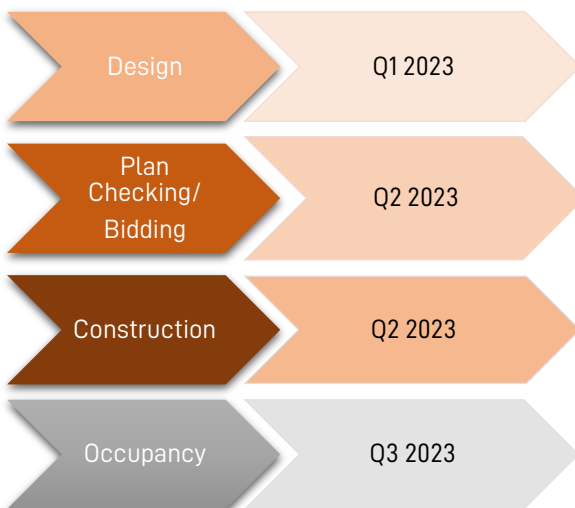 Design
Q1 2023
Plan
Checking/
Bidding
Q2 2023
Construction
Q2 2023
Occupancy
Q3 2023